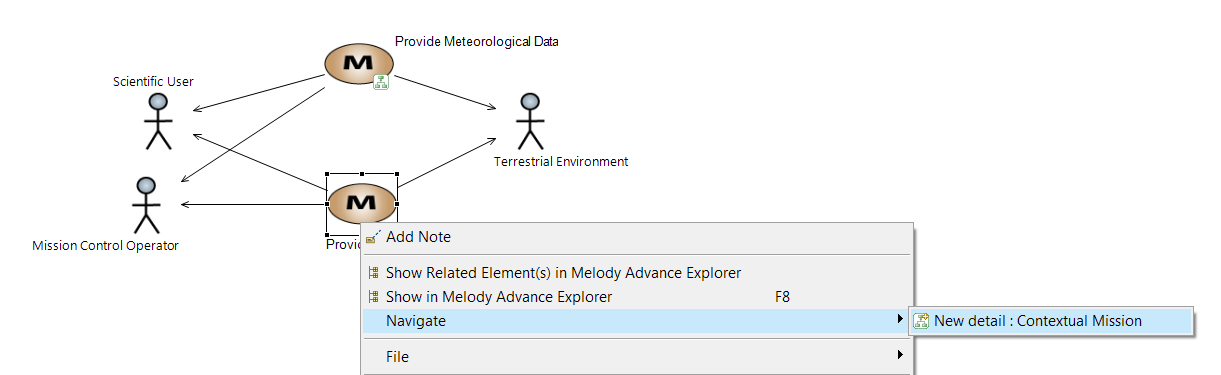 Provide Meteorological Data
Scientific User
Terrestrial Environment
Mission Control Operator
Add Note
Show Related Element(s) in Melody Advance Explorer
Show in Melody Advance Explorer F8
Navigate
New detail : Contextual Mission
File